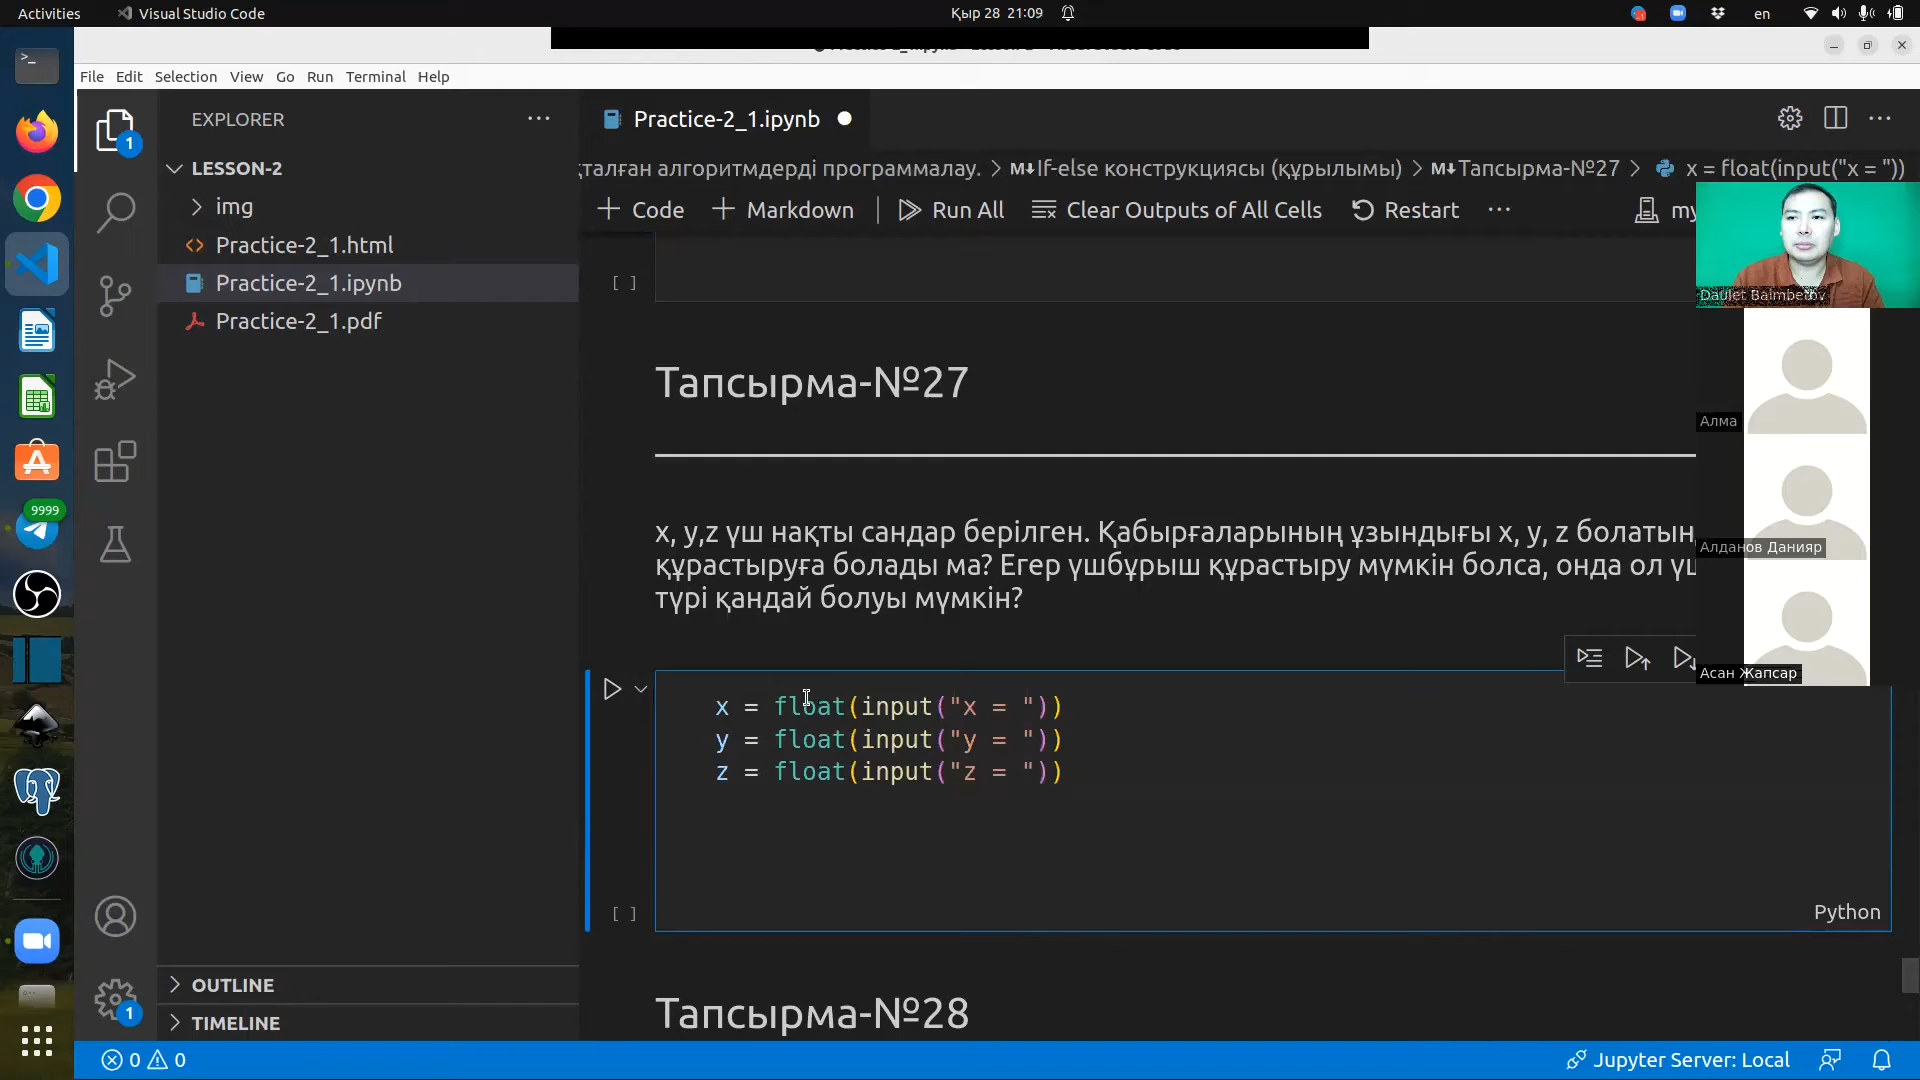 Activities
Visual Studio Code
Қыр 28 21:09
en
File Edit Selection View Go Run Terminal Help
EXPLORER
LESSON-2
img
Practice-2_1.html
Practice-2_1.ipynb
Practice-2_1.pdf
OUTLINE
TIMELINE
1
1
9999
Practice-2_1.ipynb
қталған алгоритмдерді программалау. > If-else конструкциясы (құрылымы) > Тапсырма-№27 > x = float(input("x = "))
+ Code + Markdown Run All Clear Outputs of All Cells Restart ···
[ ]
Тапсырма-№27
x, y,z үш нақты сандар берілген. Қабырғаларының ұзындығы x, y, z болатын
құрастыруға болады ма? Егер үшбұрыш құрастыру мүмкін болса, онда ол
түрі қандай болуы мүмкін?
x = float(input("x = "))
y = float(input("y = "))
z = float(input("z = "))
[ ]
Python
Тапсырма-№28
Daulet Baimbetov
Алма
Алданов Данияр
Асан Жапсар
0 0
Jupyter Server: Local